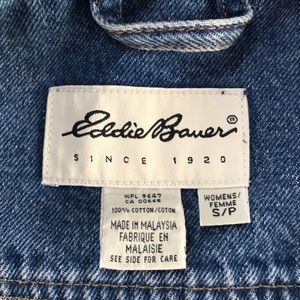 Eddie Bauer®
SINCE 1920
WPL 9647
CA 00645
100% COTTON/COTON
MADE IN MALAYSIA
FABRIQUE EN
MALAISIE
SEE SIDE FOR CARE
WOMENS/
FEMME
S/P